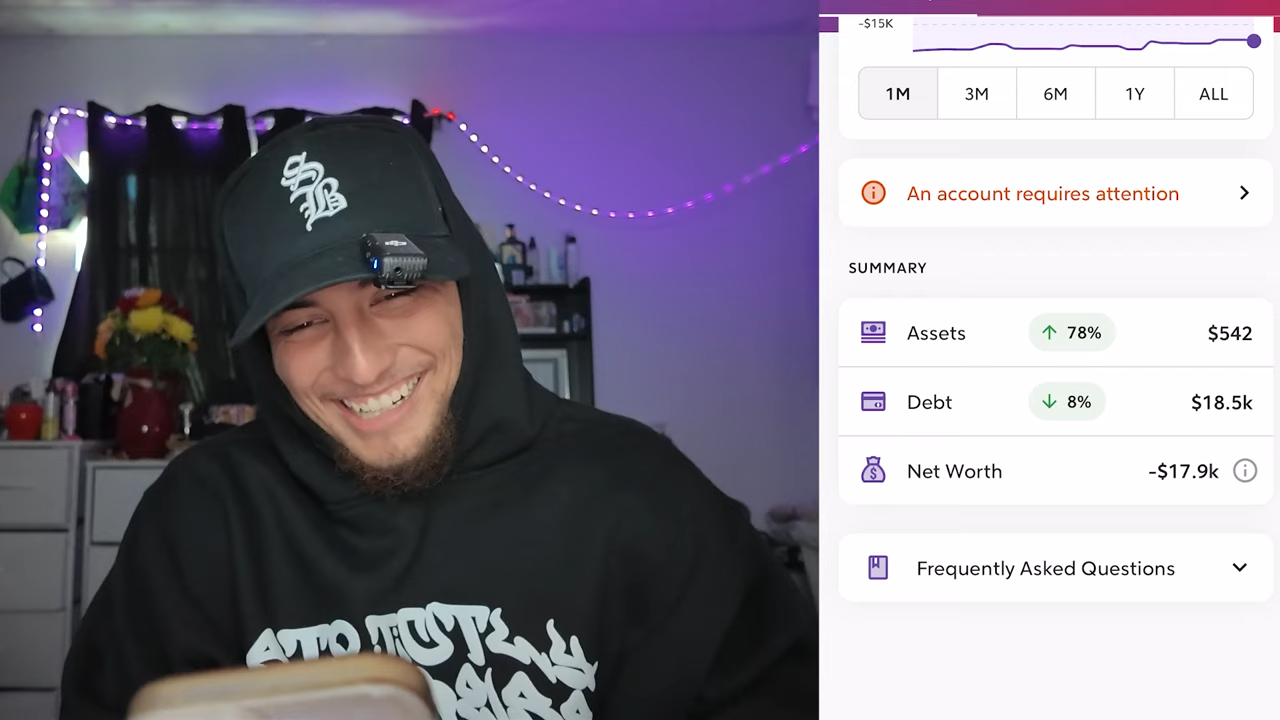 SB
-$15K
1M 3M 6M 1Y ALL
An account requires attention
SUMMARY
Assets 78% $542
Debt 8% $18.5k
Net Worth -$17.9k
Frequently Asked Questions